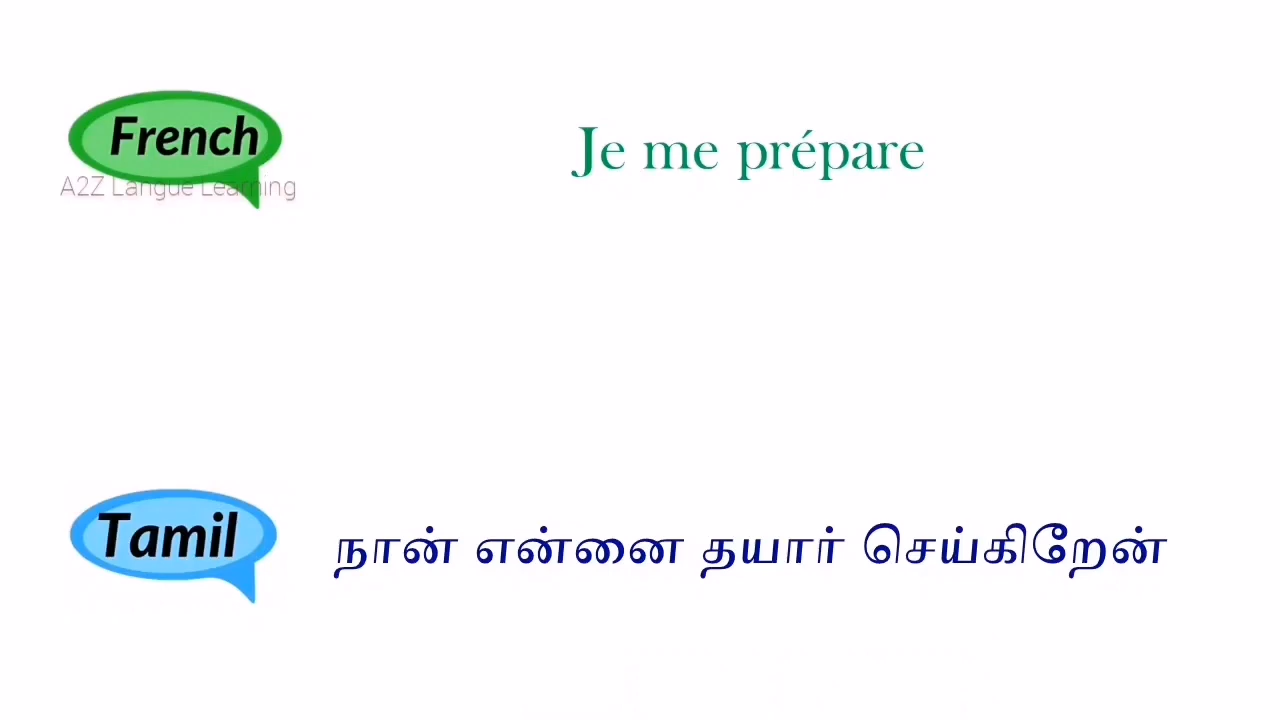 French
A2Z Langue Learning
Je me prépare
Tamil
நான் என்னை தயார் செய்கிறேன்